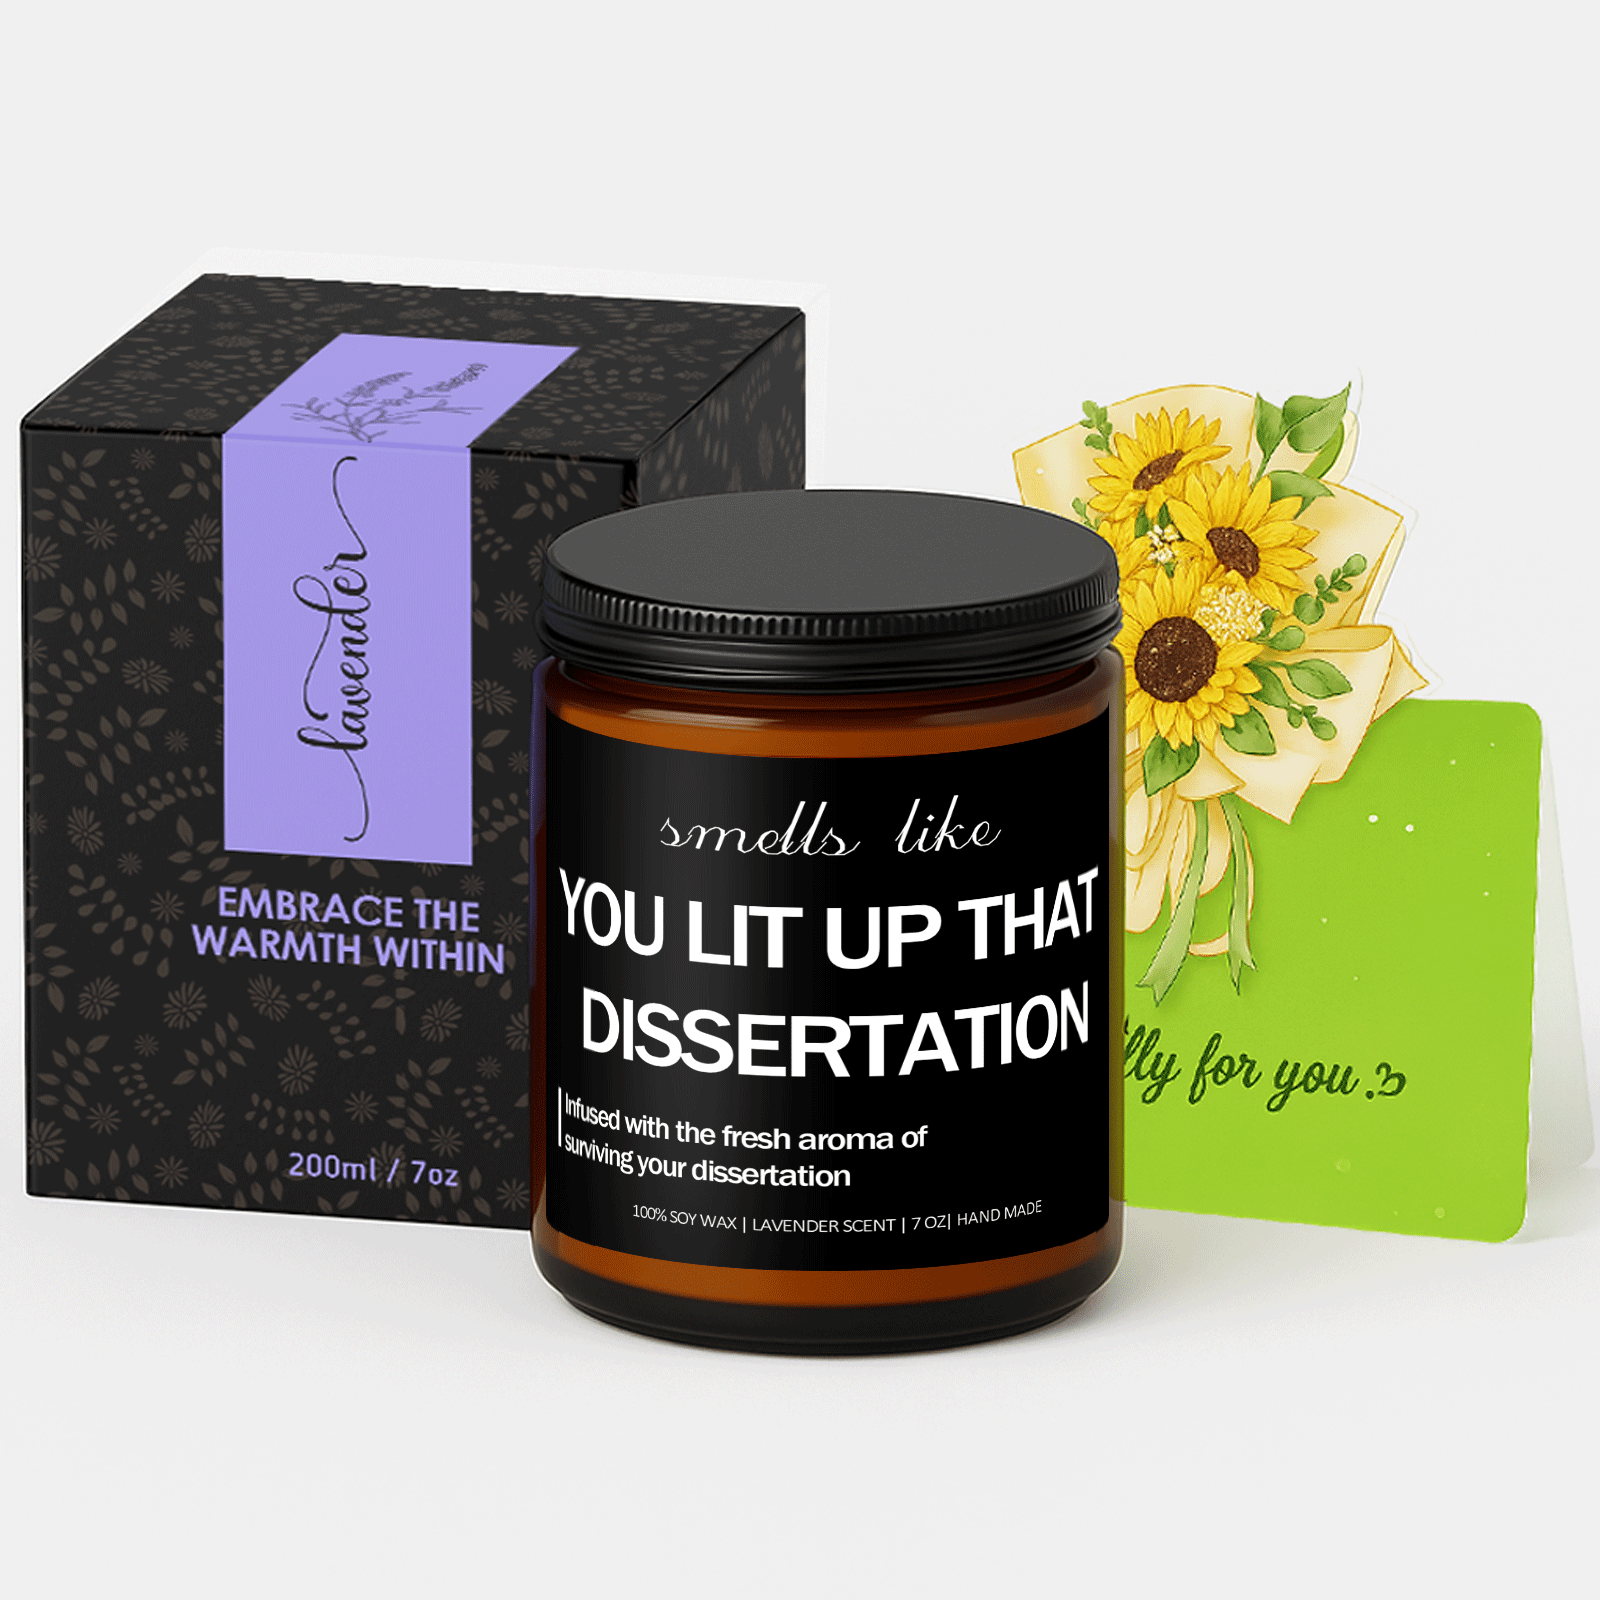 lavender
EMBRACE THE
WARMTH WITHIN
200ml / 7oz
smells like
YOU LIT UP THAT
DISSERTATION
Infused with the fresh aroma of
surviving your dissertation
100% SOY WAX | LAVENDER SCENT | 7 OZ| HAND MADE
for you